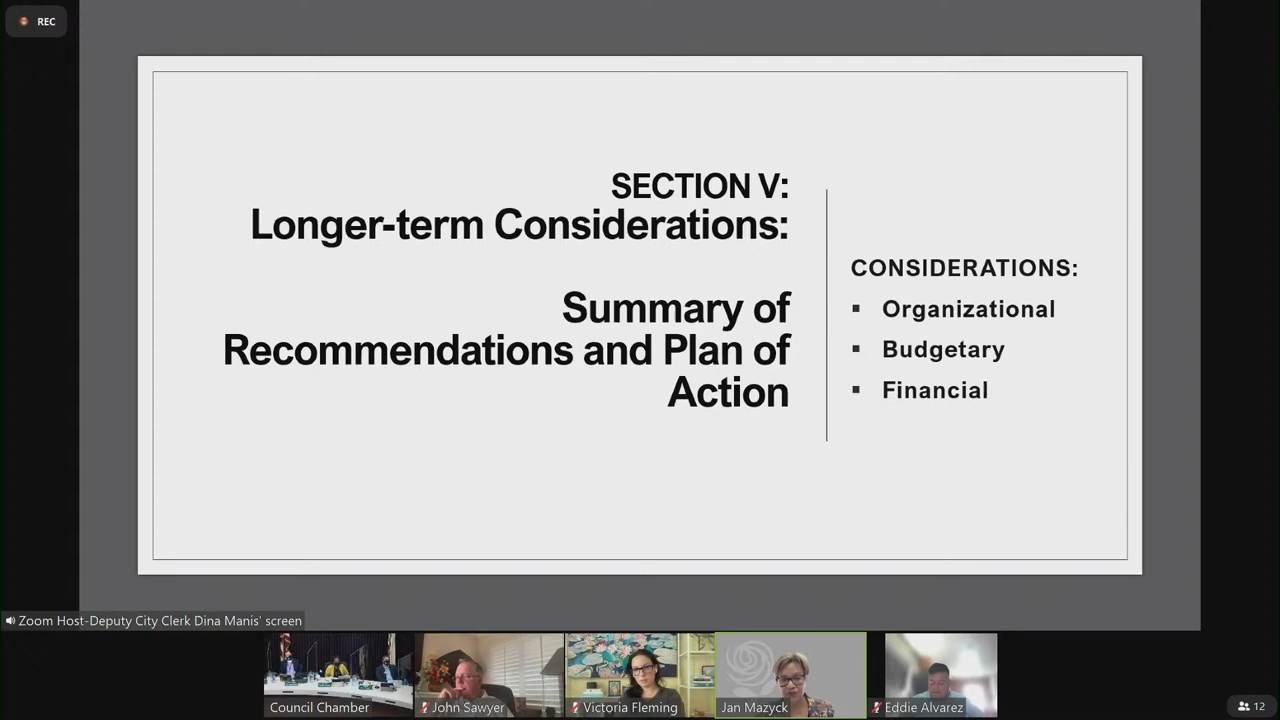 REC
SECTION V:
Longer-term Considerations:
Summary of
Recommendations and Plan of
Action
CONSIDERATIONS:
▪ Organizational
▪ Budgetary
▪ Financial
Zoom Host-Deputy City Clerk Dina Manis' screen
Council Chamber
John Sawyer
Victoria Fleming
Jan Mazyck
Eddie Alvarez
12